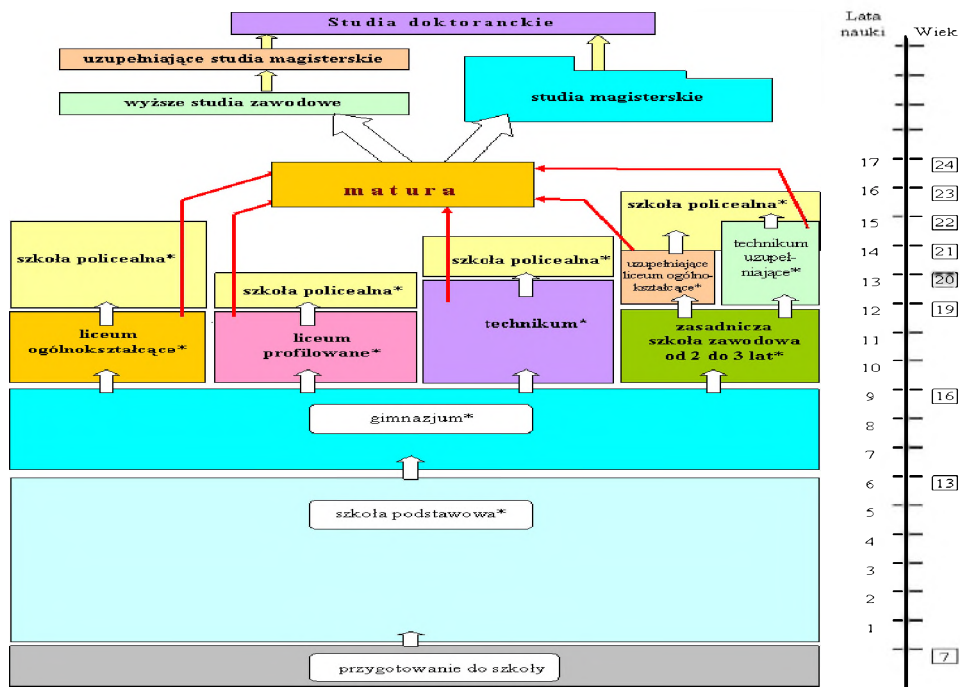 Studia doktoranckie
uzupełniające studia magisterskie
wyższe studia zawodowe
studia magisterskie
Lata
nauki
Wiek
matura
17
24
16
23
szkoła policealna*
15
22
szkoła policealna*
szkoła policealna*
technikum
uzupeł-
niające*
14
21
uzupełniające
liceum ogólno-
kształcące*
szkoła policealna*
13
20
12
19
liceum
ogólnokształcące*
liceum
profilowane*
technikum*
zasadnicza
szkoła zawodowa
od 2 do 3 lat*
11
10
9
16
gimnazjum*
8
7
6
13
szkoła podstawowa*
5
4
3
2
1
przygotowanie do szkoły
7